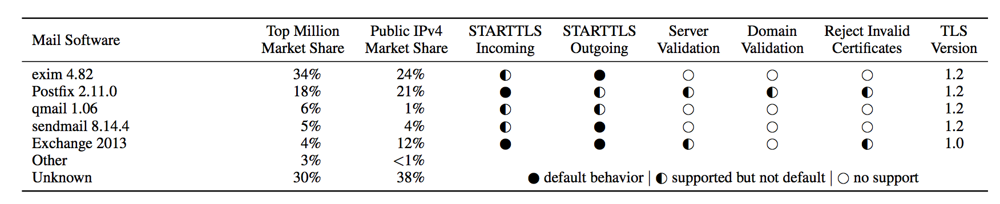 Mail Software Top Million Market Share Public IPv4 Market Share STARTTLS Incoming STARTTLS Outgoing Server Validation Domain Validation Reject Invalid Certificates TLS Version
exim 4.82 34% 24% ◐ ● ○ ○ ○ 1.2
Postfix 2.11.0 18% 21% ● ◐ ◐ ◐ ◐ 1.2
qmail 1.06 6% 1% ◐ ◐ ○ ○ ○ 1.2
sendmail 8.14.4 5% 4% ◐ ● ○ ○ ○ 1.2
Exchange 2013 4% 12% ● ● ◐ ○ ◐ 1.0
Other 3% <1%
Unknown 30% 38% ● default behavior | ◐ supported but not default | ○ no support